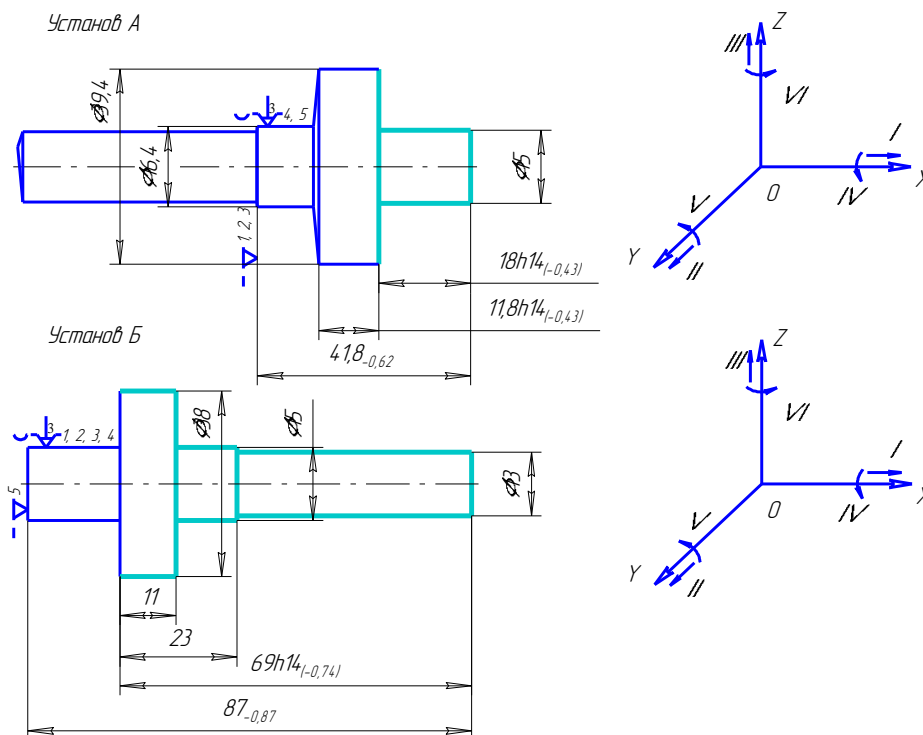 Установ А
Ø39,4
Ø16,4
3
4, 5
1, 2, 3
Ø15
18h14(-0,43)
11,8h14(-0,43)
41,8-0,62
Z
III
VI
I
X
O
IV
V
Y
II
Установ Б
3
1, 2, 3, 4
5
Ø38
Ø15
Ø13
11
23
69h14(-0,74)
87-0,87
Z
III
VI
I
X
O
IV
V
Y
II